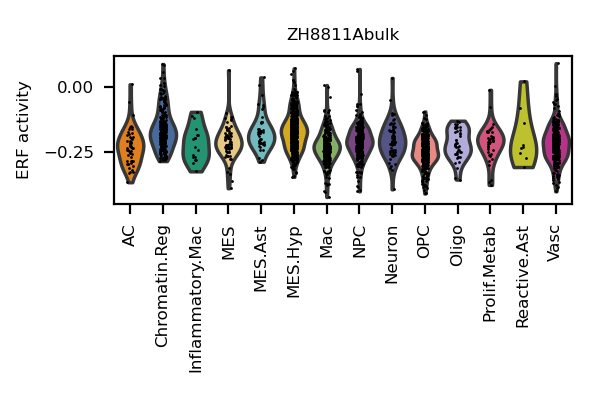 ZH8811Abulk
ERF activity
0.00
−0.25
AC
Chromatin.Reg
Inflammatory.Mac
MES
MES.Ast
MES.Hyp
Mac
NPC
Neuron
OPC
Oligo
Prolif.Metab
Reactive.Ast
Vasc